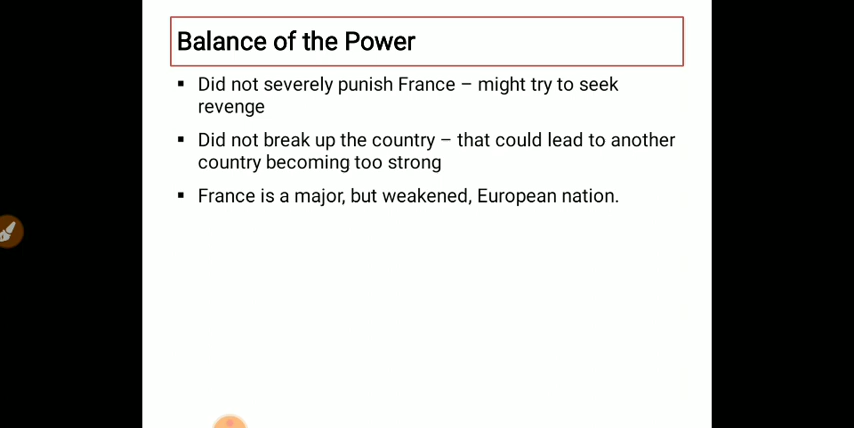 Balance of the Power
▪ Did not severely punish France – might try to seek
revenge
▪ Did not break up the country – that could lead to another
country becoming too strong
▪ France is a major, but weakened, European nation.